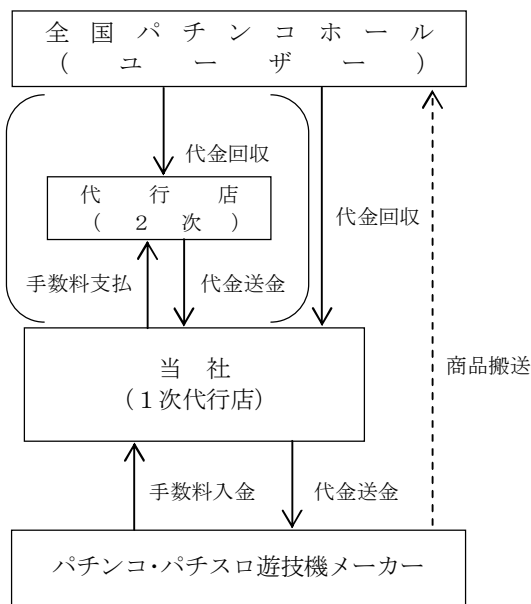 全国パチンコホール
(ユーザー)
代金回収
代行店
(2次)
代金回収
手数料支払
代金送金
当社
(1次代行店)
商品搬送
手数料入金
代金送金
パチンコ・パチスロ遊技機メーカー